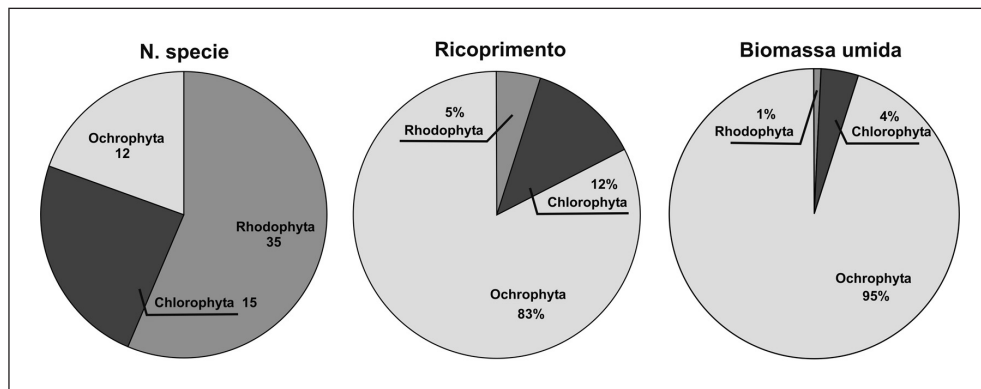 N. specie
Ochrophyta
12
Rhodophyta
35
Chlorophyta 15
Ricoprimento
5%
Rhodophyta
12%
Chlorophyta
Ochrophyta
83%
Biomassa umida
1%
Rhodophyta
4%
Chlorophyta
Ochrophyta
95%